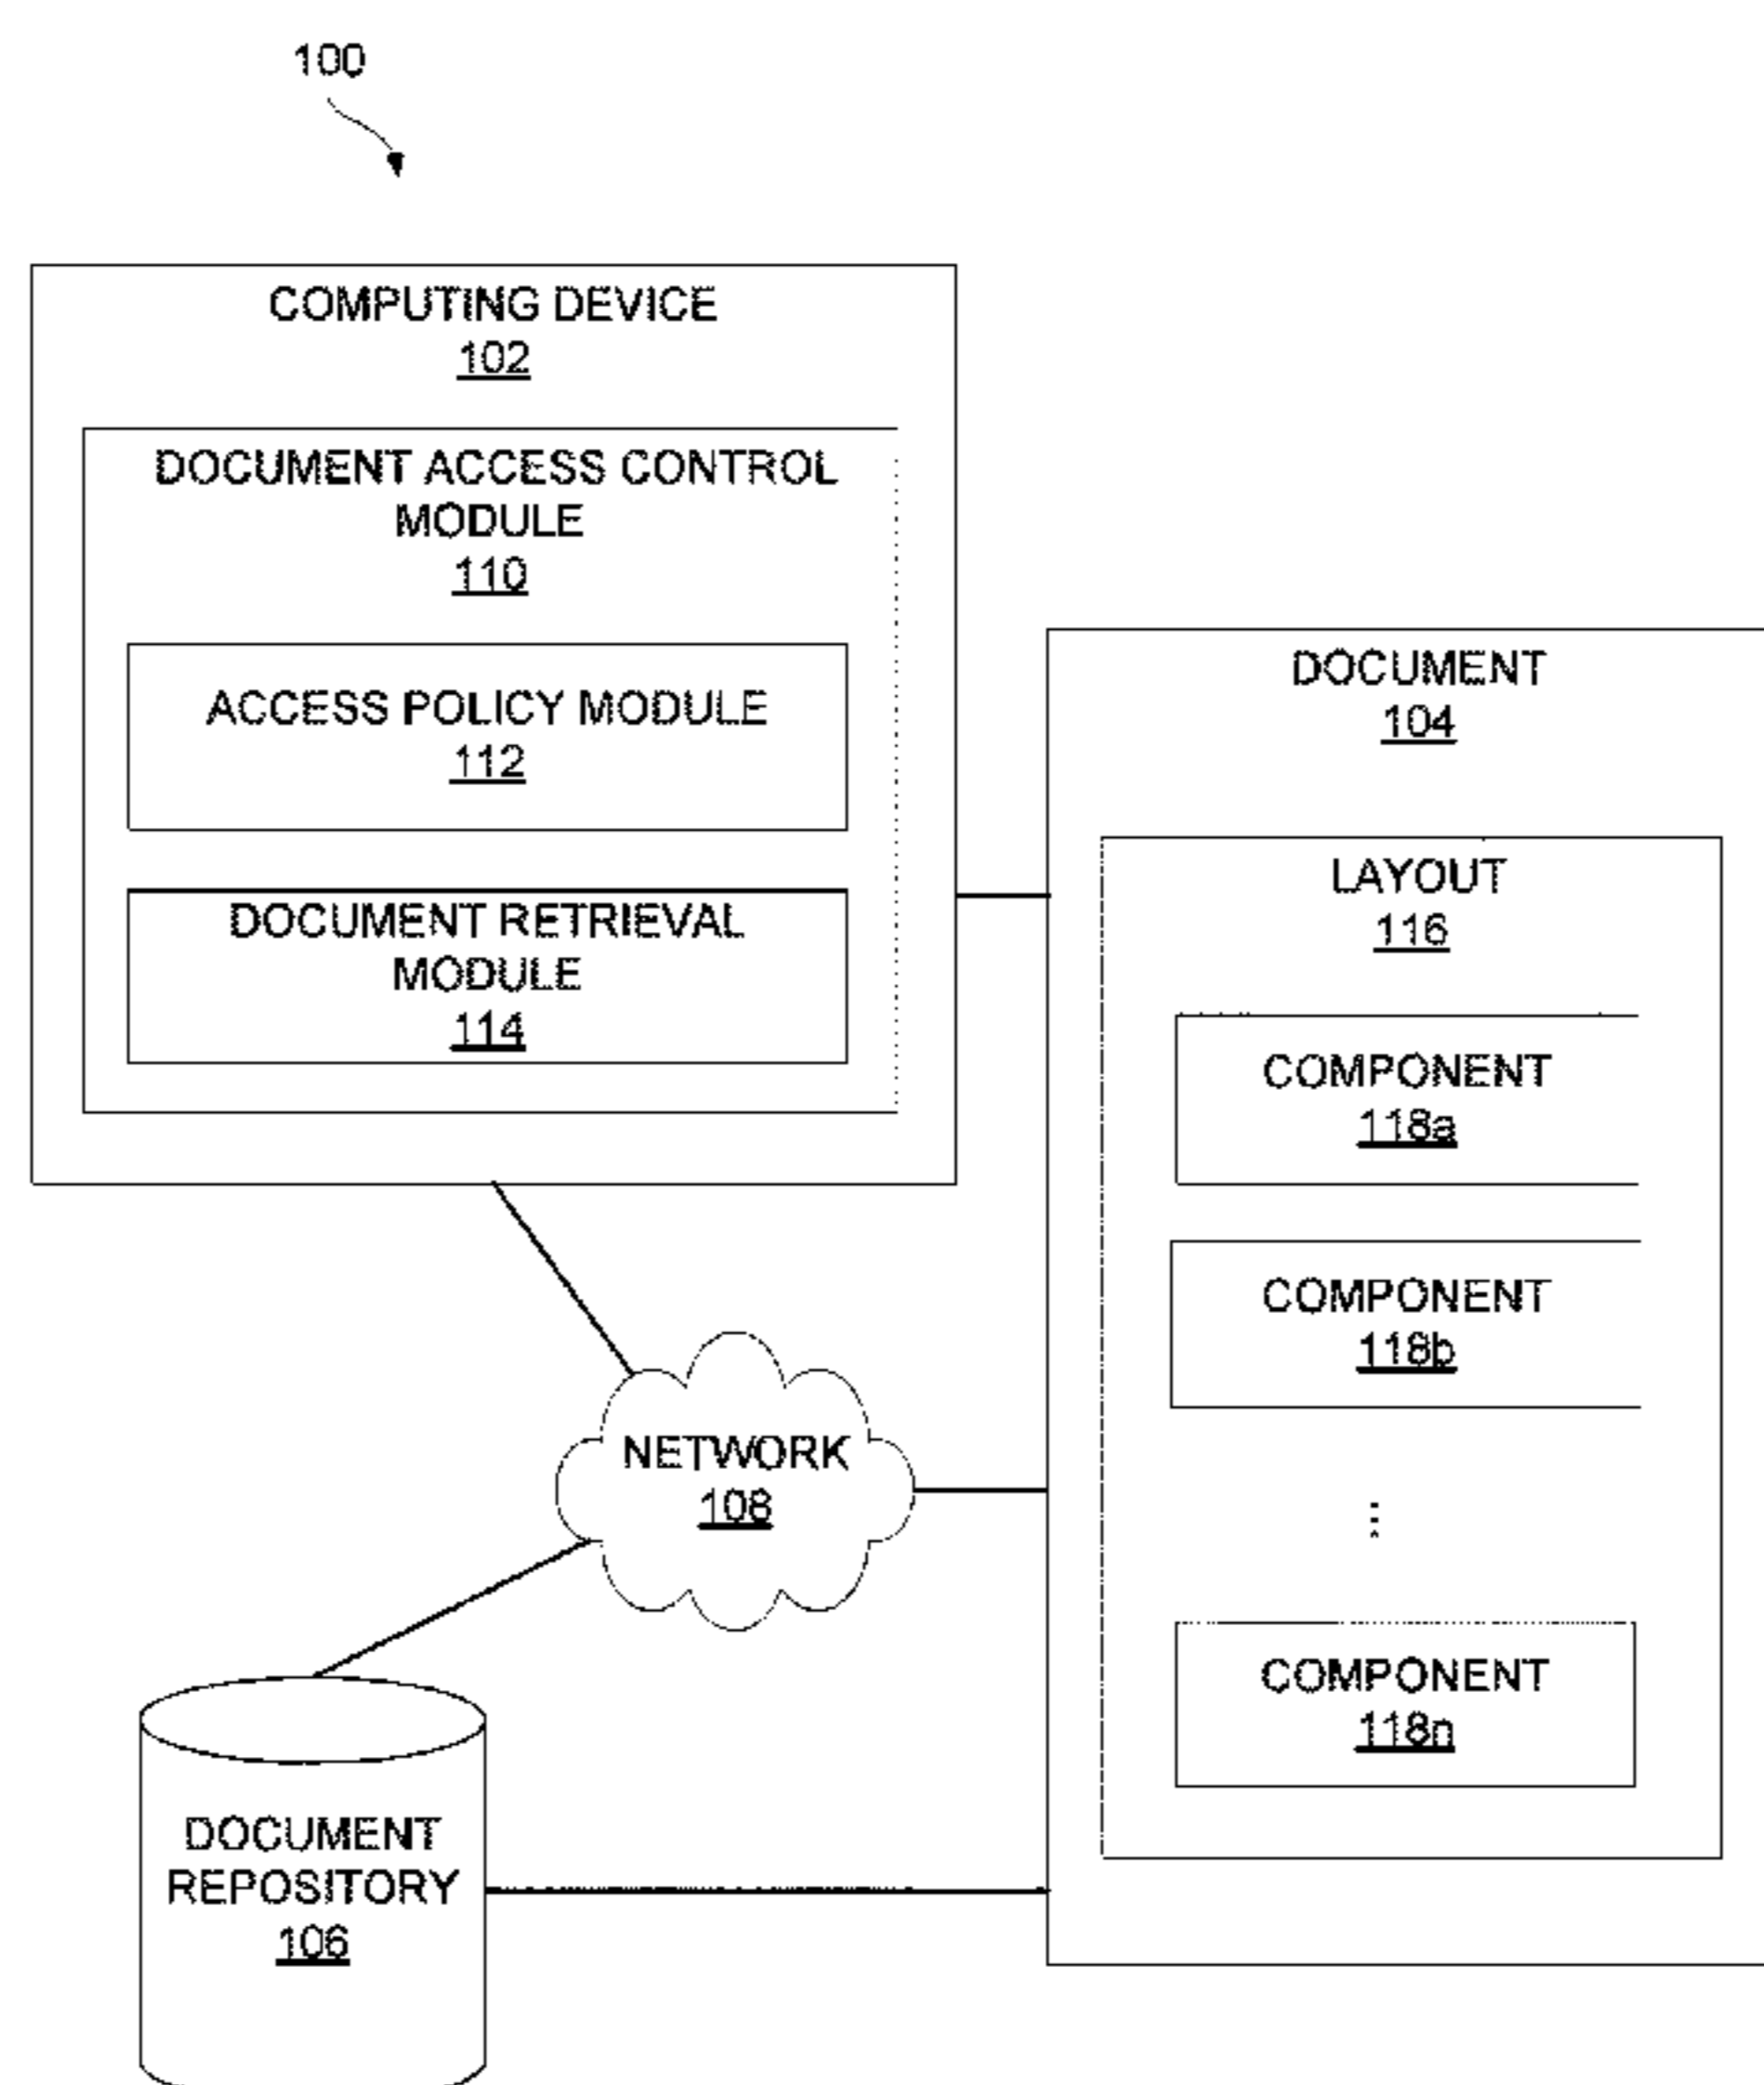 100
COMPUTING DEVICE
102
DOCUMENT ACCESS CONTROL
MODULE
110
ACCESS POLICY MODULE
112
DOCUMENT RETRIEVAL
MODULE
114
DOCUMENT
104
LAYOUT
116
COMPONENT
118a
COMPONENT
118b
⋮
COMPONENT
118n
NETWORK
108
DOCUMENT
REPOSITORY
106